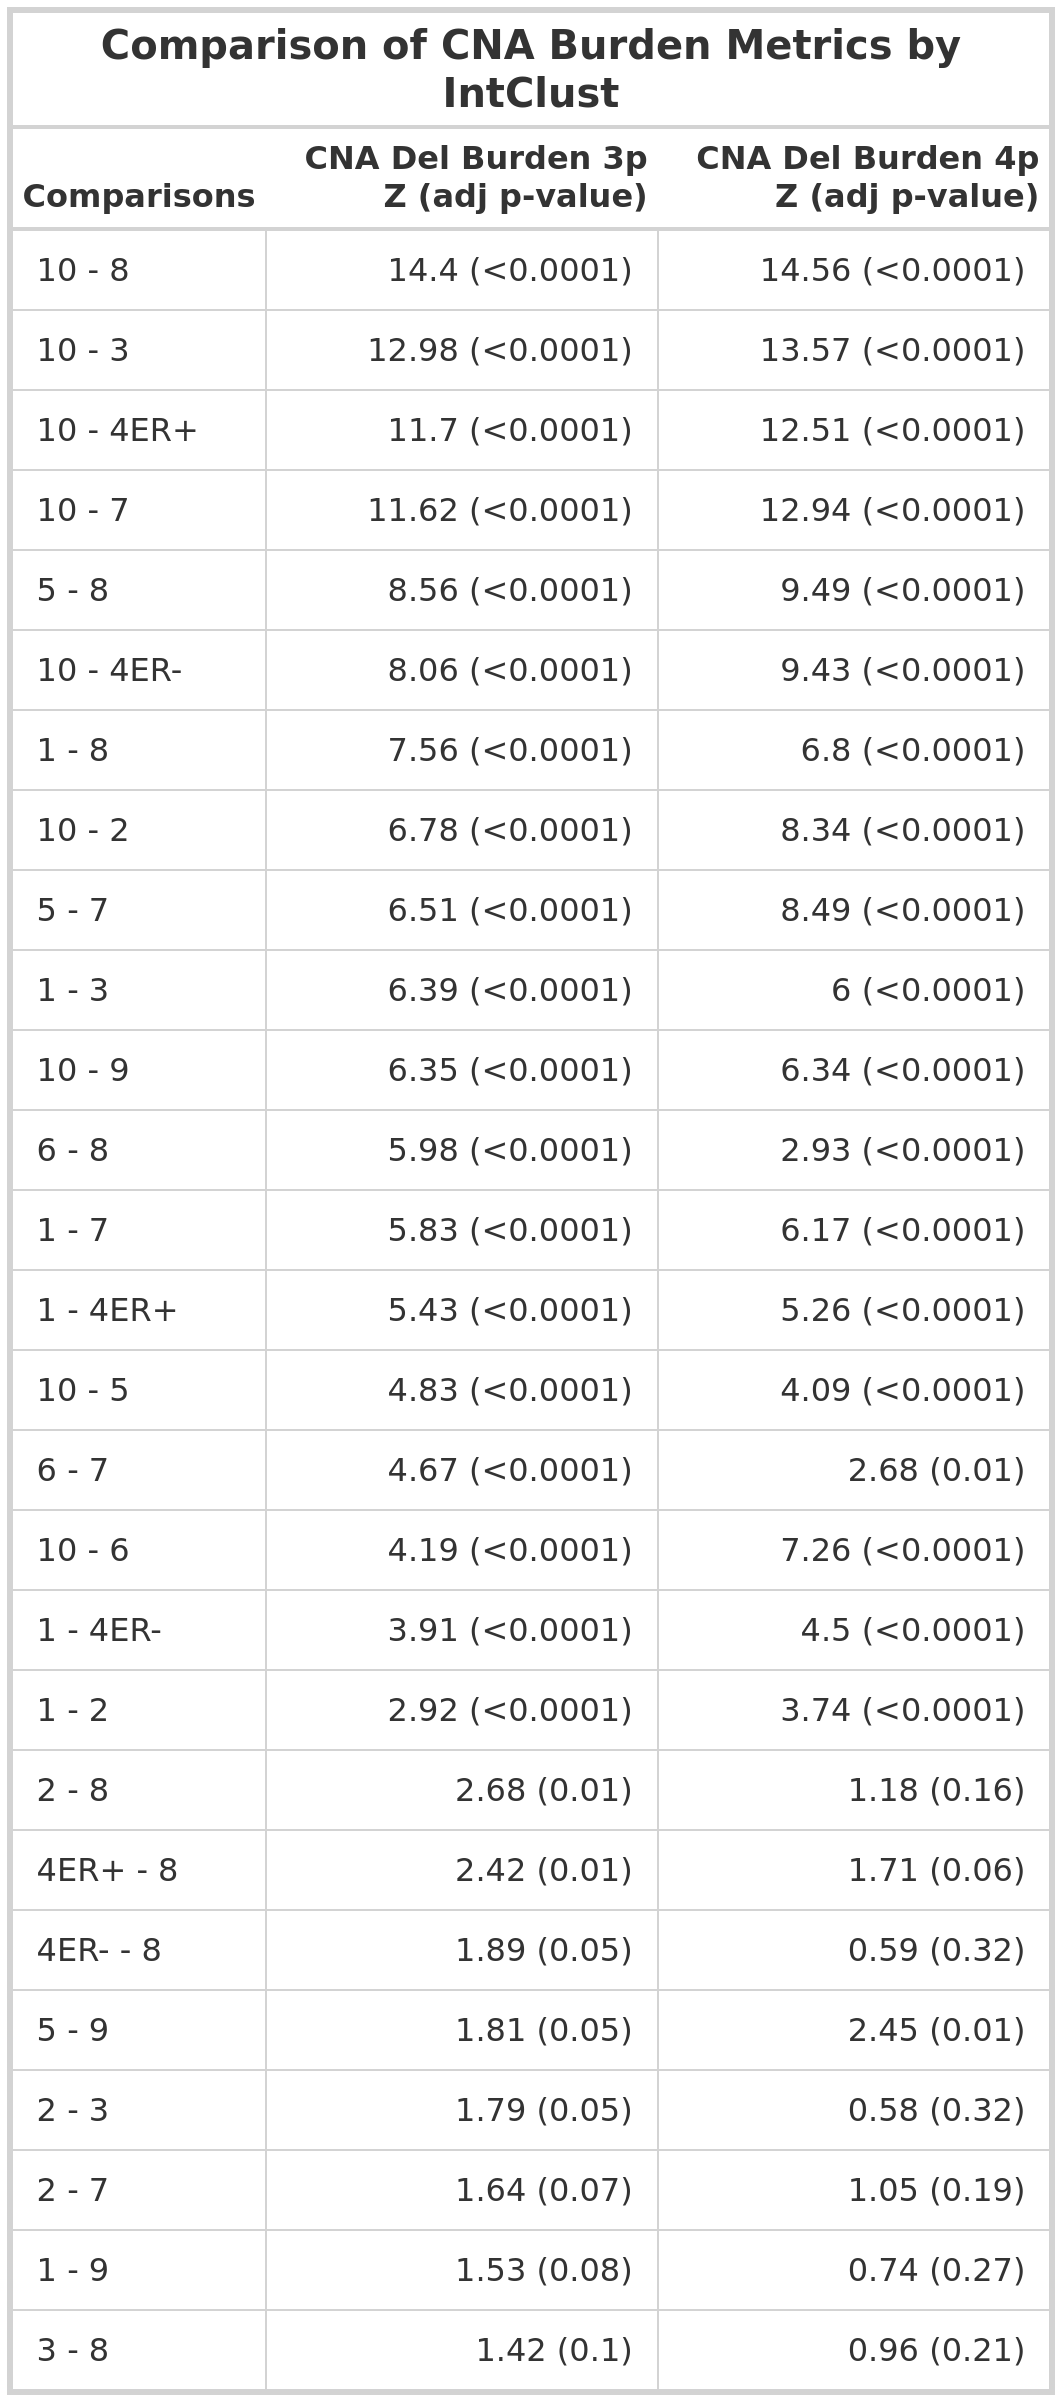 Comparison of CNA Burden Metrics by
IntClust
Comparisons CNA Del Burden 3p Z (adj p-value) CNA Del Burden 4p Z (adj p-value)
10 - 8 14.4 (<0.0001) 14.56 (<0.0001)
10 - 3 12.98 (<0.0001) 13.57 (<0.0001)
10 - 4ER+ 11.7 (<0.0001) 12.51 (<0.0001)
10 - 7 11.62 (<0.0001) 12.94 (<0.0001)
5 - 8 8.56 (<0.0001) 9.49 (<0.0001)
10 - 4ER- 8.06 (<0.0001) 9.43 (<0.0001)
1 - 8 7.56 (<0.0001) 6.8 (<0.0001)
10 - 2 6.78 (<0.0001) 8.34 (<0.0001)
5 - 7 6.51 (<0.0001) 8.49 (<0.0001)
1 - 3 6.39 (<0.0001) 6 (<0.0001)
10 - 9 6.35 (<0.0001) 6.34 (<0.0001)
6 - 8 5.98 (<0.0001) 2.93 (<0.0001)
1 - 7 5.83 (<0.0001) 6.17 (<0.0001)
1 - 4ER+ 5.43 (<0.0001) 5.26 (<0.0001)
10 - 5 4.83 (<0.0001) 4.09 (<0.0001)
6 - 7 4.67 (<0.0001) 2.68 (0.01)
10 - 6 4.19 (<0.0001) 7.26 (<0.0001)
1 - 4ER- 3.91 (<0.0001) 4.5 (<0.0001)
1 - 2 2.92 (<0.0001) 3.74 (<0.0001)
2 - 8 2.68 (0.01) 1.18 (0.16)
4ER+ - 8 2.42 (0.01) 1.71 (0.06)
4ER- - 8 1.89 (0.05) 0.59 (0.32)
5 - 9 1.81 (0.05) 2.45 (0.01)
2 - 3 1.79 (0.05) 0.58 (0.32)
2 - 7 1.64 (0.07) 1.05 (0.19)
1 - 9 1.53 (0.08) 0.74 (0.27)
3 - 8 1.42 (0.1) 0.96 (0.21)